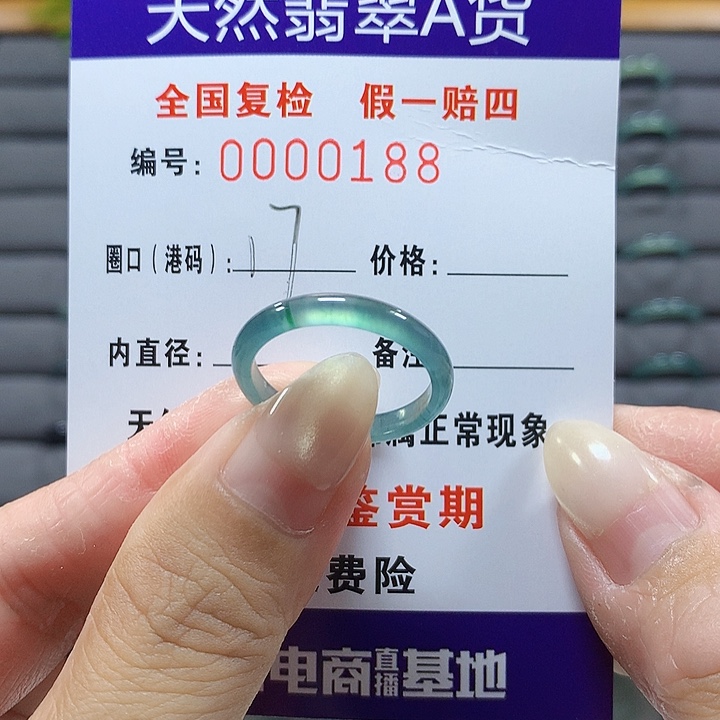 天然翡翠A货
全国复检 假一赔四
编号: 0000188
圈口(港码): 17 价格:
内直径: 备注
天 属正常现象
鉴赏期
费险
电商直播基地